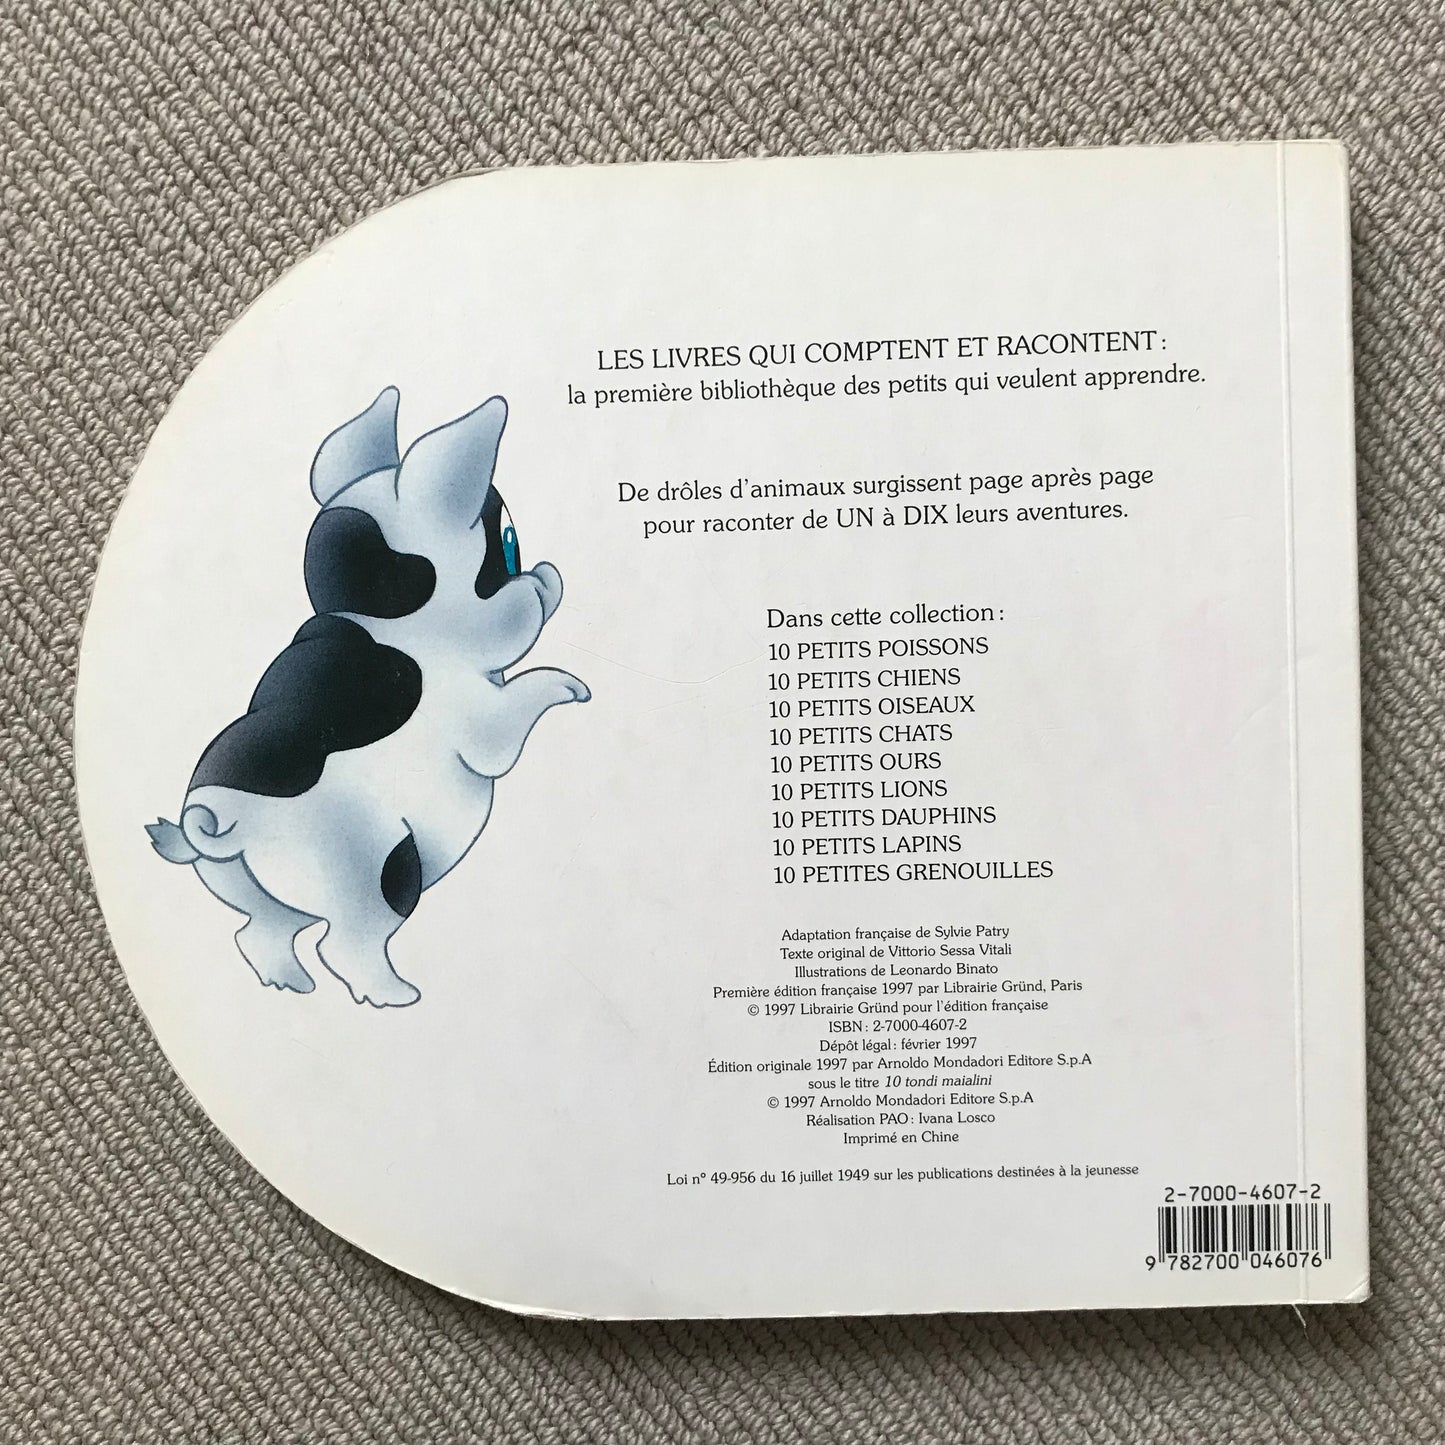 LES LIVRES QUI COMPTENT ET RACONTENT :
la première bibliothèque des petits qui veulent apprendre.
De drôles d'animaux surgissent page après page
pour raconter de UN à DIX leurs aventures.
Dans cette collection :
10 PETITS POISSONS
10 PETITS CHIENS
10 PETITS OISEAUX
10 PETITS CHATS
10 PETITS OURS
10 PETITS LIONS
10 PETITS DAUPHINS
10 PETITS LAPINS
10 PETITES GRENOUILLES
Adaptation française de Sylvie Patry
Texte original de Vittorio Sessa Vitali
Illustrations de Leonardo Binato
Première édition française 1997 par Librairie Gründ, Paris
© 1997 Librairie Gründ pour l'édition française
ISBN : 2-7000-4607-2
Dépôt légal : février 1997
Édition originale 1997 par Arnoldo Mondadori Editore S.p.A
sous le titre 10 tondi maialini
© 1997 Arnoldo Mondadori Editore S.p.A
Réalisation PAO : Ivana Losco
Imprimé en Chine
Loi n° 49-956 du 16 juillet 1949 sur les publications destinées à la jeunesse
2-7000-4607-2
9 782700 046076